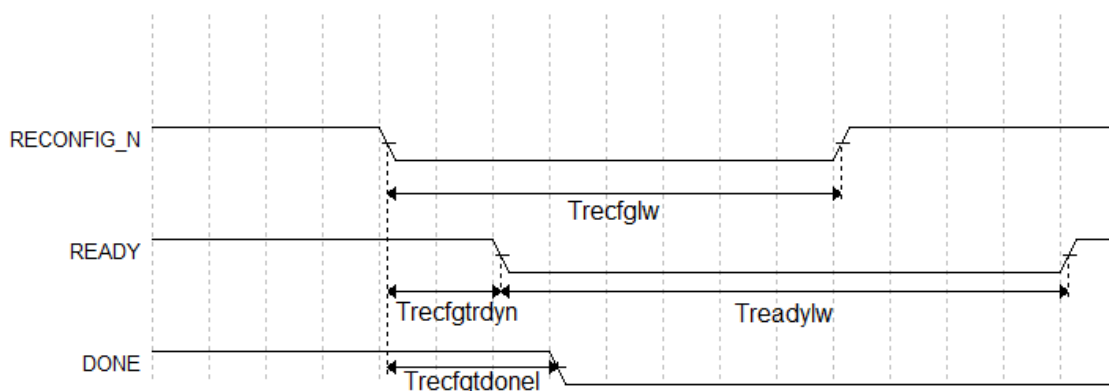 RECONFIG_N
Trecfglw
READY
Trecfgtrdyn
Treadylw
DONE
Trecfgtdonel